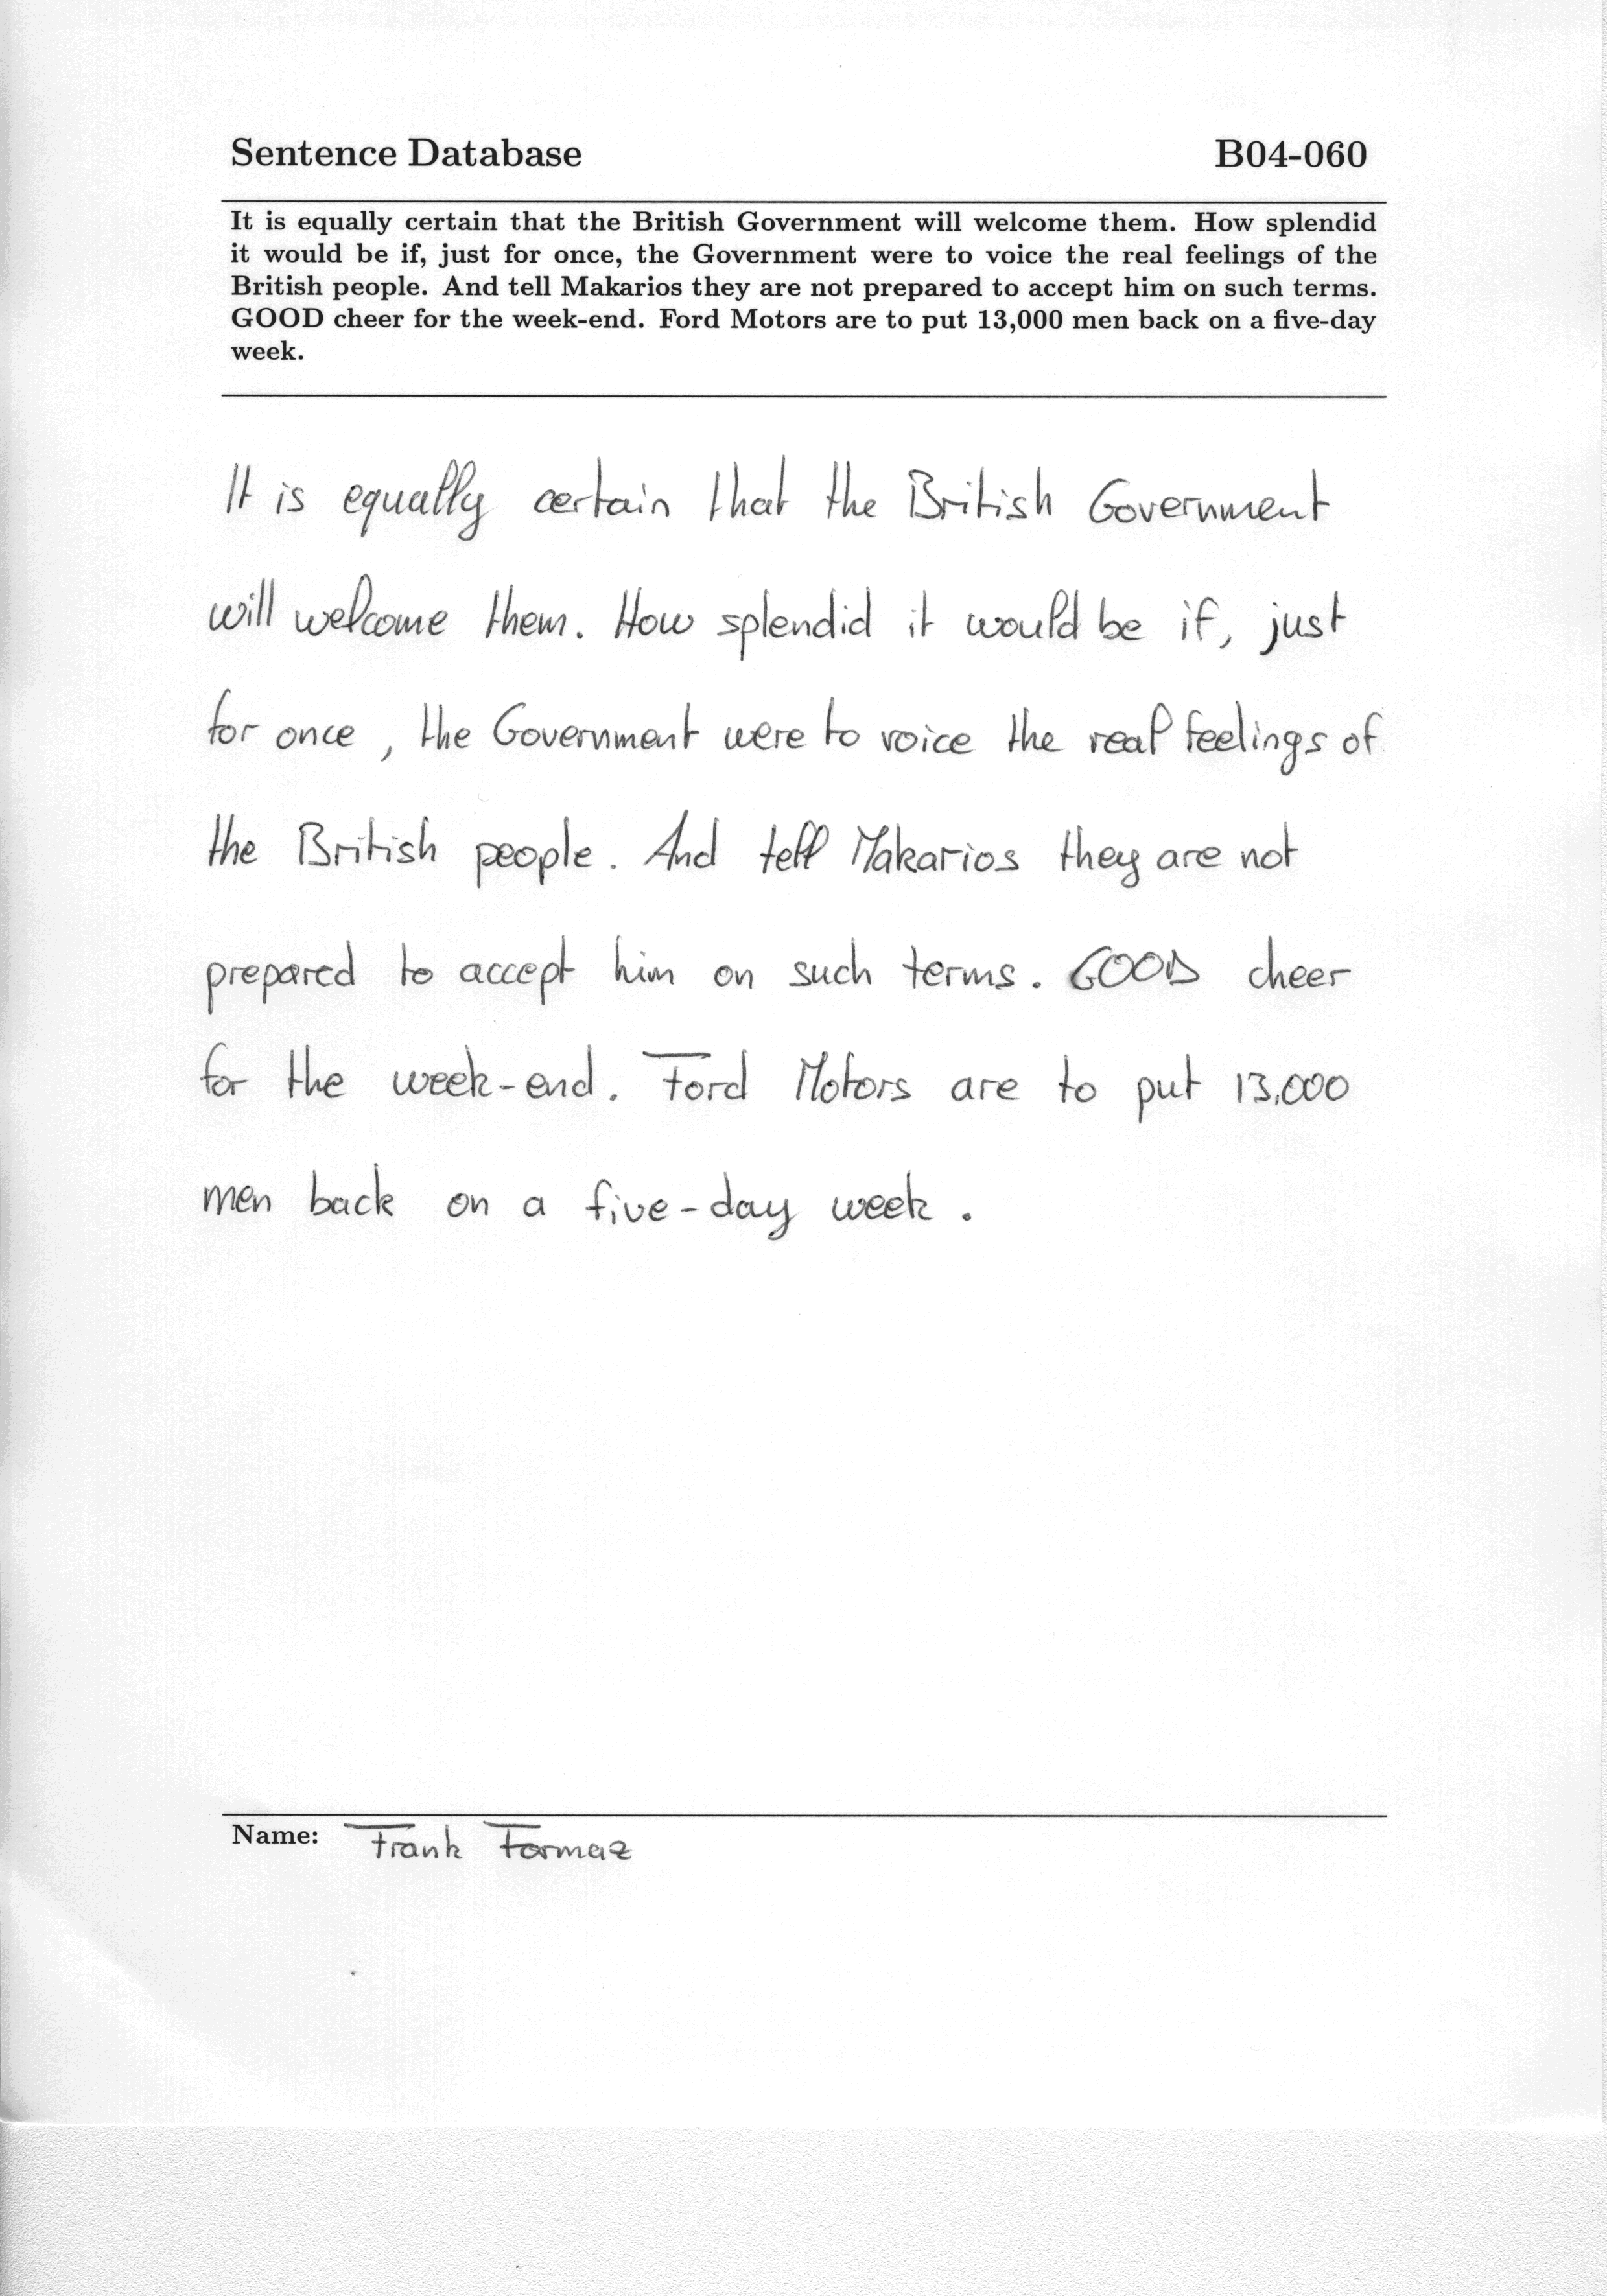 Sentence Database B04-060
It is equally certain that the British Government will welcome them. How splendid
it would be if, just for once, the Government were to voice the real feelings of the
British people. And tell Makarios they are not prepared to accept him on such terms.
GOOD cheer for the week-end. Ford Motors are to put 13,000 men back on a five-day
week.
It is equally certain that the British Government
will welcome them. How splendid it would be if, just
for once, the Government were to voice the real feelings of
the British people. And tell Makarios they are not
prepared to accept him on such terms. GOOD cheer
for the week-end. Ford Motors are to put 13,000
men back on a five-day week.
Name: Frank Formaz